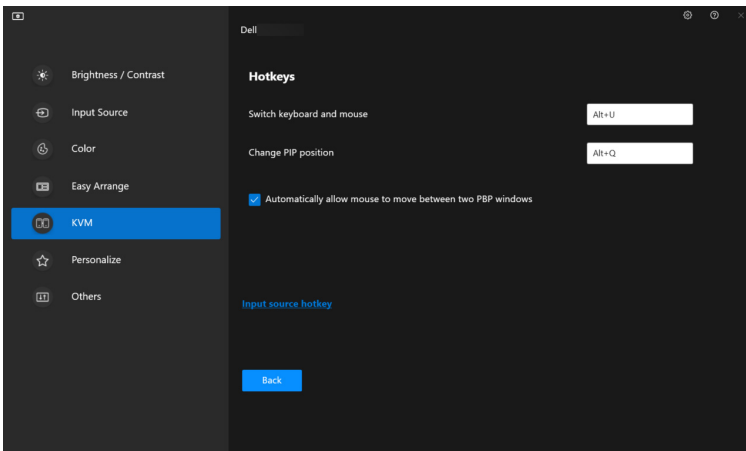 Dell
Brightness / Contrast
Input Source
Color
Easy Arrange
KVM
Personalize
Others
Hotkeys
Switch keyboard and mouse
Alt+U
Change PIP position
Alt+Q
Automatically allow mouse to move between two PBP windows
Input source hotkey
Back